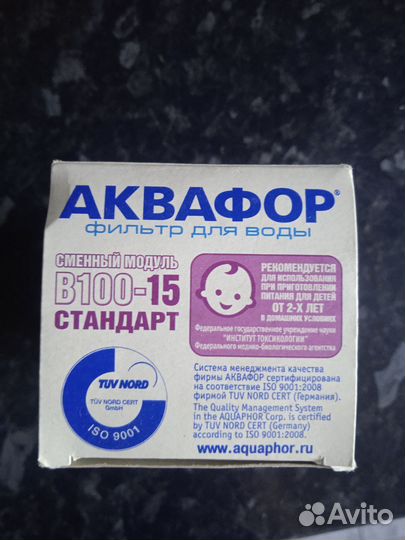 АКВАФОР®
ФИЛЬТР ДЛЯ ВОДЫ
СМЕННЫЙ МОДУЛЬ
В100-15
СТАНДАРТ
РЕКОМЕНДУЕТСЯ
ДЛЯ ИСПОЛЬЗОВАНИЯ
ПРИ ПРИГОТОВЛЕНИИ
ПИТАНИЯ ДЛЯ ДЕТЕЙ
ОТ 2-Х ЛЕТ
В ДОМАШНИХ УСЛОВИЯХ
Федеральное государственное учреждение науки
"ИНСТИТУТ ТОКСИКОЛОГИИ"
Федерального медико-биологического агентства
TUV NORD
TÜV NORD CERT
GmbH
ISO 9001
Система менеджмента качества
фирмы АКВАФОР сертифицирована
на соответствие ISO 9001:2008
фирмой TUV NORD CERT (Германия).
The Quality Management System
in the AQUAPHOR Corp. is certified
by TUV NORD CERT (Germany)
according to ISO 9001:2008
www.aquaphor.ru
Avito